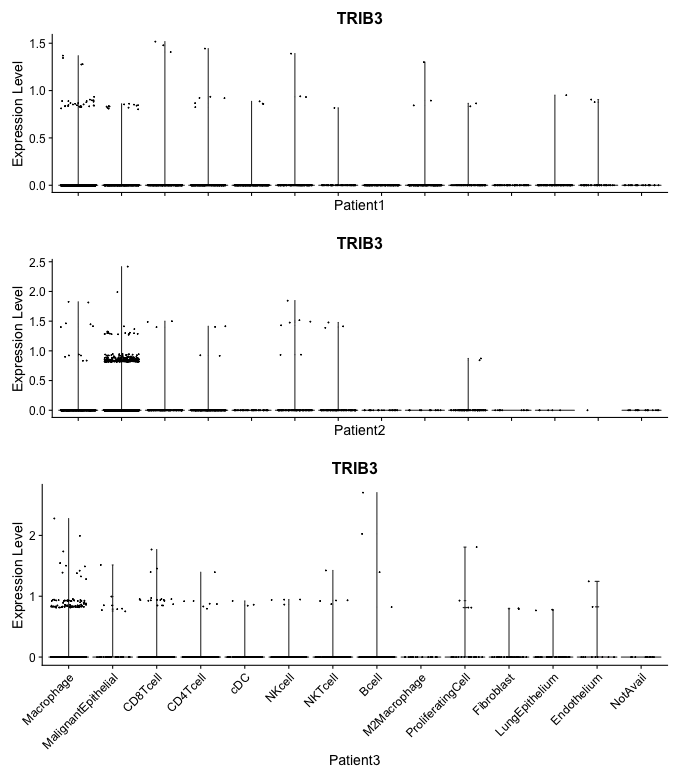 TRIB3
Expression Level
1.5
1.0
0.5
0.0
Patient1
TRIB3
Expression Level
2.5
2.0
1.5
1.0
0.5
0.0
Patient2
TRIB3
Expression Level
2
1
0
Macrophage
MalignantEpithelial
CD8Tcell
CD4Tcell
cDC
NKcell
NKTcell
Bcell
M2Macrophage
ProliferatingCell
Fibroblast
LungEpithelium
Endothelium
NotAvail
Patient3